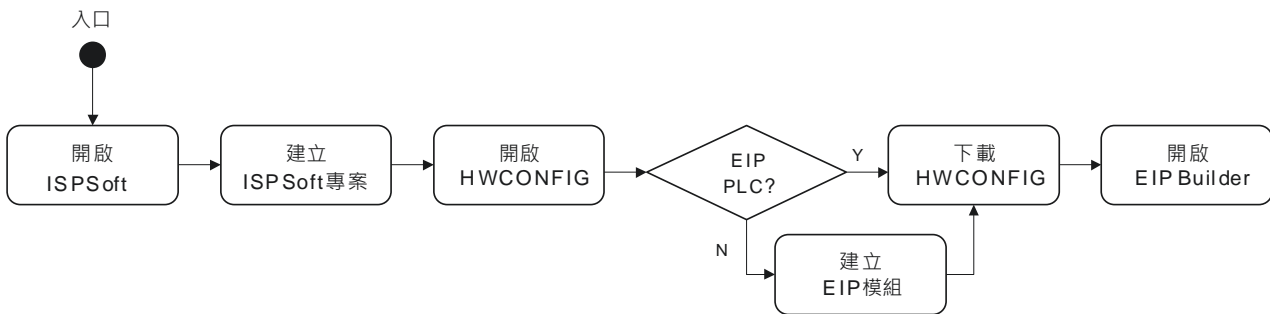 入口
開啟
ISPSoft
建立
ISPSoft專案
開啟
HWCONFIG
EIP
PLC?
Y
下載
HWCONFIG
開啟
EIP Builder
N
建立
EIP模組